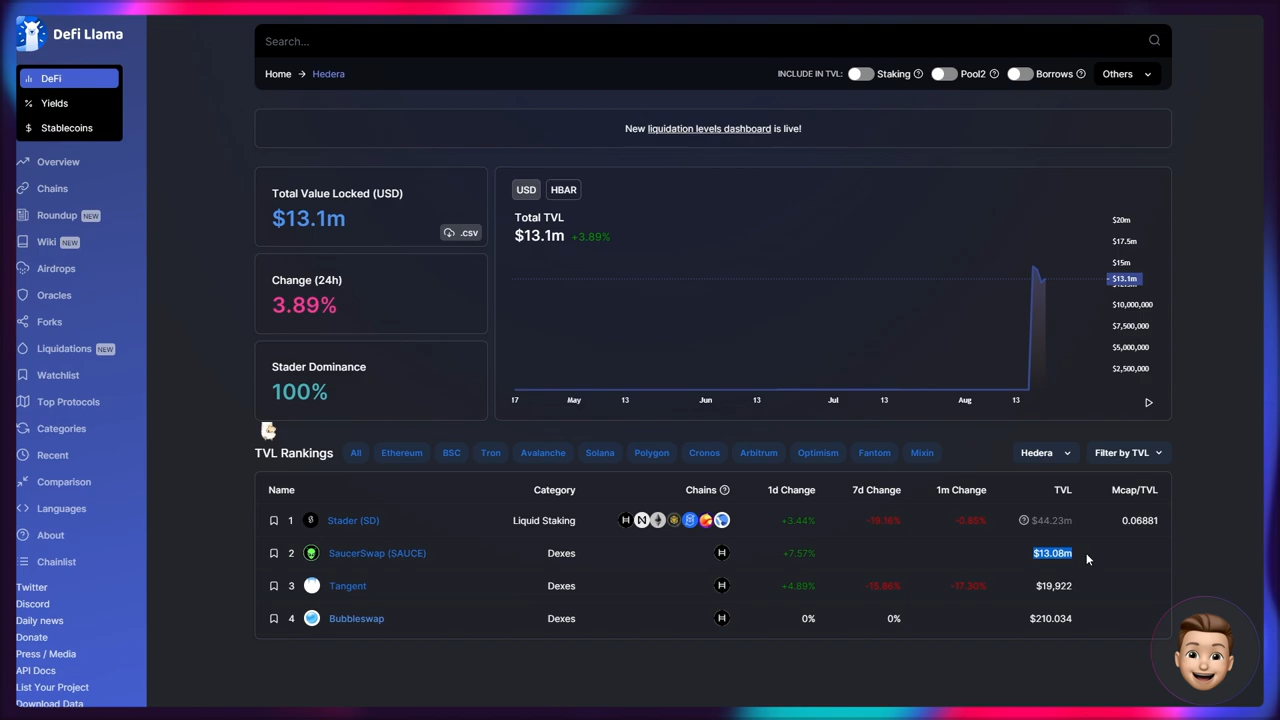 Defi Llama
DeFi
Yields
Stablecoins
Overview
Chains
Roundup NEW
Wiki NEW
Airdrops
Oracles
Forks
Liquidations NEW
Watchlist
Top Protocols
Categories
Recent
Comparison
Languages
About
Chainlist
Twitter
Discord
Daily news
Donate
Press / Media
API Docs
List Your Project
Download Data
Search...
Home → Hedera
INCLUDE IN TVL: Staking Pool2 Borrows Others
New liquidation levels dashboard is live!
Total Value Locked (USD)
$13.1m
.csv
Change (24h)
3.89%
Stader Dominance
100%
USD HBAR
Total TVL
$13.1m +3.89%
$20m
$17.5m
$15m
$13.1m
$10,000,000
$7,500,000
$5,000,000
$2,500,000
17 May 13 Jun 13 Jul 13 Aug 13
TVL Rankings All Ethereum BSC Tron Avalanche Solana Polygon Cronos Arbitrum Optimism Fantom Mixin Hedera Filter by TVL
Name Category Chains 1d Change 7d Change 1m Change TVL Mcap/TVL
1 Stader (SD) Liquid Staking +3.44% -19.16% -0.85% $44.23m 0.06881
2 SaucerSwap (SAUCE) Dexes +7.57% $13.08m
3 Tangent Dexes +4.89% -15.86% -17.30% $19,922
4 Bubbleswap Dexes 0% 0% $210.034